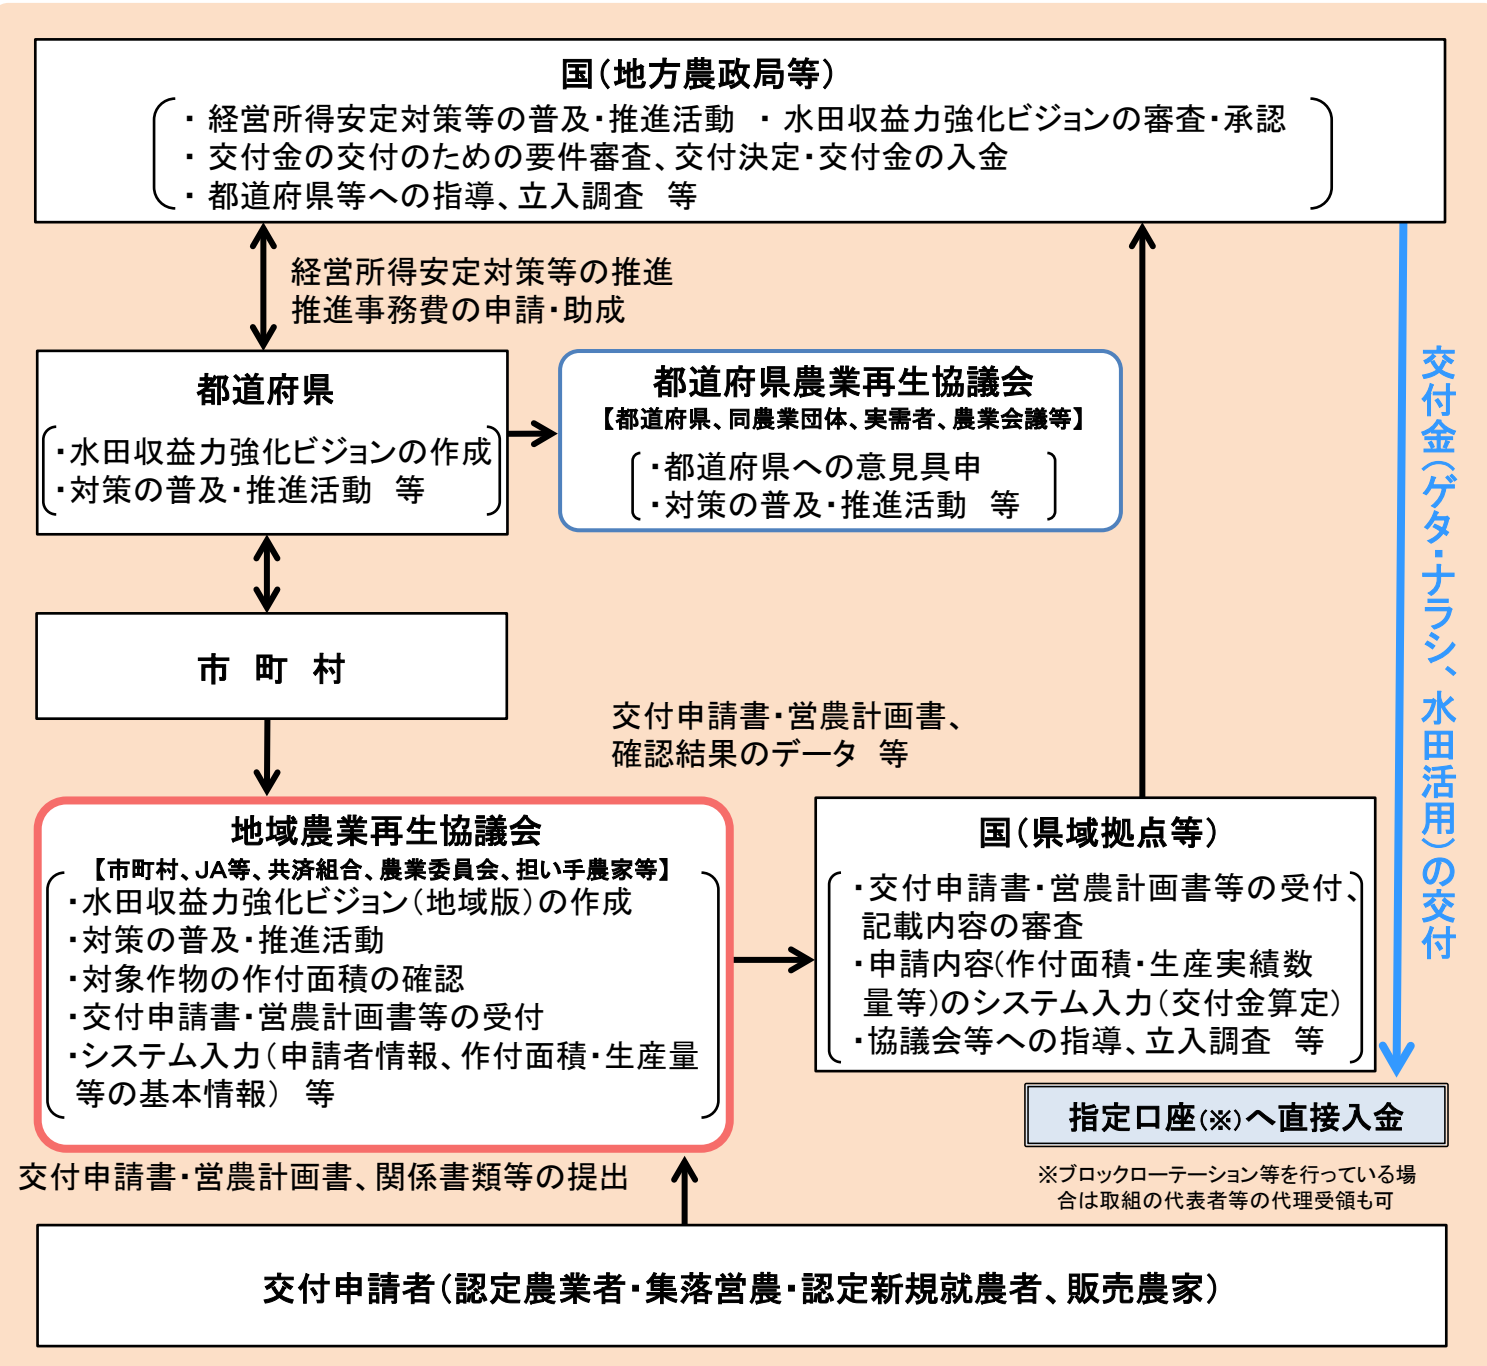 国(地方農政局等)
・ 経営所得安定対策等の普及・推進活動 ・ 水田収益力強化ビジョンの審査・承認
・ 交付金の交付のための要件審査、交付決定・交付金の入金
・ 都道府県等への指導、立入調査 等
経営所得安定対策等の推進
推進事務費の申請・助成
都道府県
・水田収益力強化ビジョンの作成
・対策の普及・推進活動 等
都道府県農業再生協議会
【都道府県、同農業団体、実需者、農業会議等】
・都道府県への意見具申
・対策の普及・推進活動 等
交付金(ゲタ・ナラシ、水田活用)の交付
市 町 村
交付申請書・営農計画書、
確認結果のデータ 等
地域農業再生協議会
【市町村、JA等、共済組合、農業委員会、担い手農家等】
・水田収益力強化ビジョン(地域版)の作成
・対策の普及・推進活動
・対象作物の作付面積の確認
・交付申請書・営農計画書等の受付
・システム入力(申請者情報、作付面積・生産量
等の基本情報) 等
国(県域拠点等)
・交付申請書・営農計画書等の受付、
記載内容の審査
・申請内容(作付面積・生産実績数
量等)のシステム入力(交付金算定)
・協議会等への指導、立入調査 等
指定口座(※)へ直接入金
※ブロックローテーション等を行っている場
合は取組の代表者等の代理受領も可
交付申請書・営農計画書、関係書類等の提出
交付申請者(認定農業者・集落営農・認定新規就農者、販売農家)